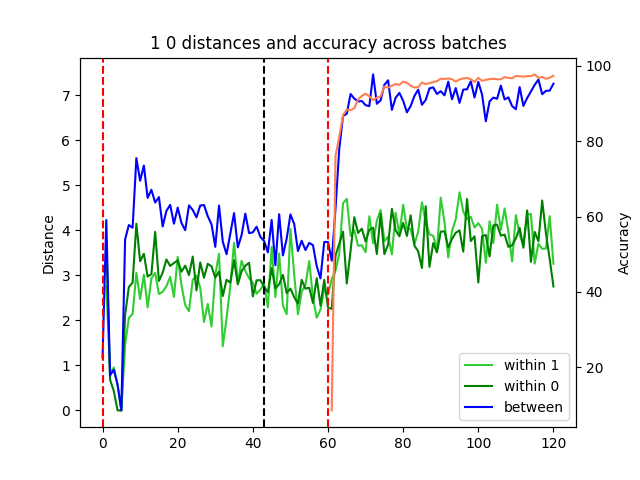 1 0 distances and accuracy across batches
Distance
7
6
5
4
3
2
1
0
100
80
60
40
20
Accuracy
within 1
within 0
between
0 20 40 60 80 100 120